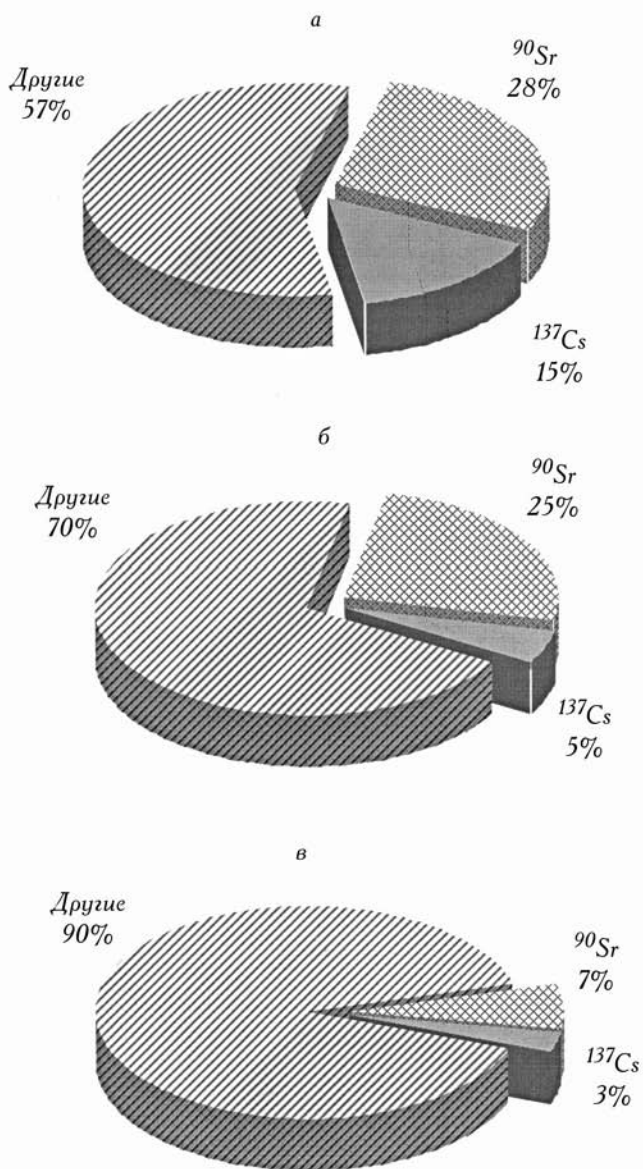 а
Другие
57%
⁹⁰Sr
28%
¹³⁷Cs
15%
б
Другие
70%
⁹⁰Sr
25%
¹³⁷Cs
5%
в
Другие
90%
⁹⁰Sr
7%
¹³⁷Cs
3%